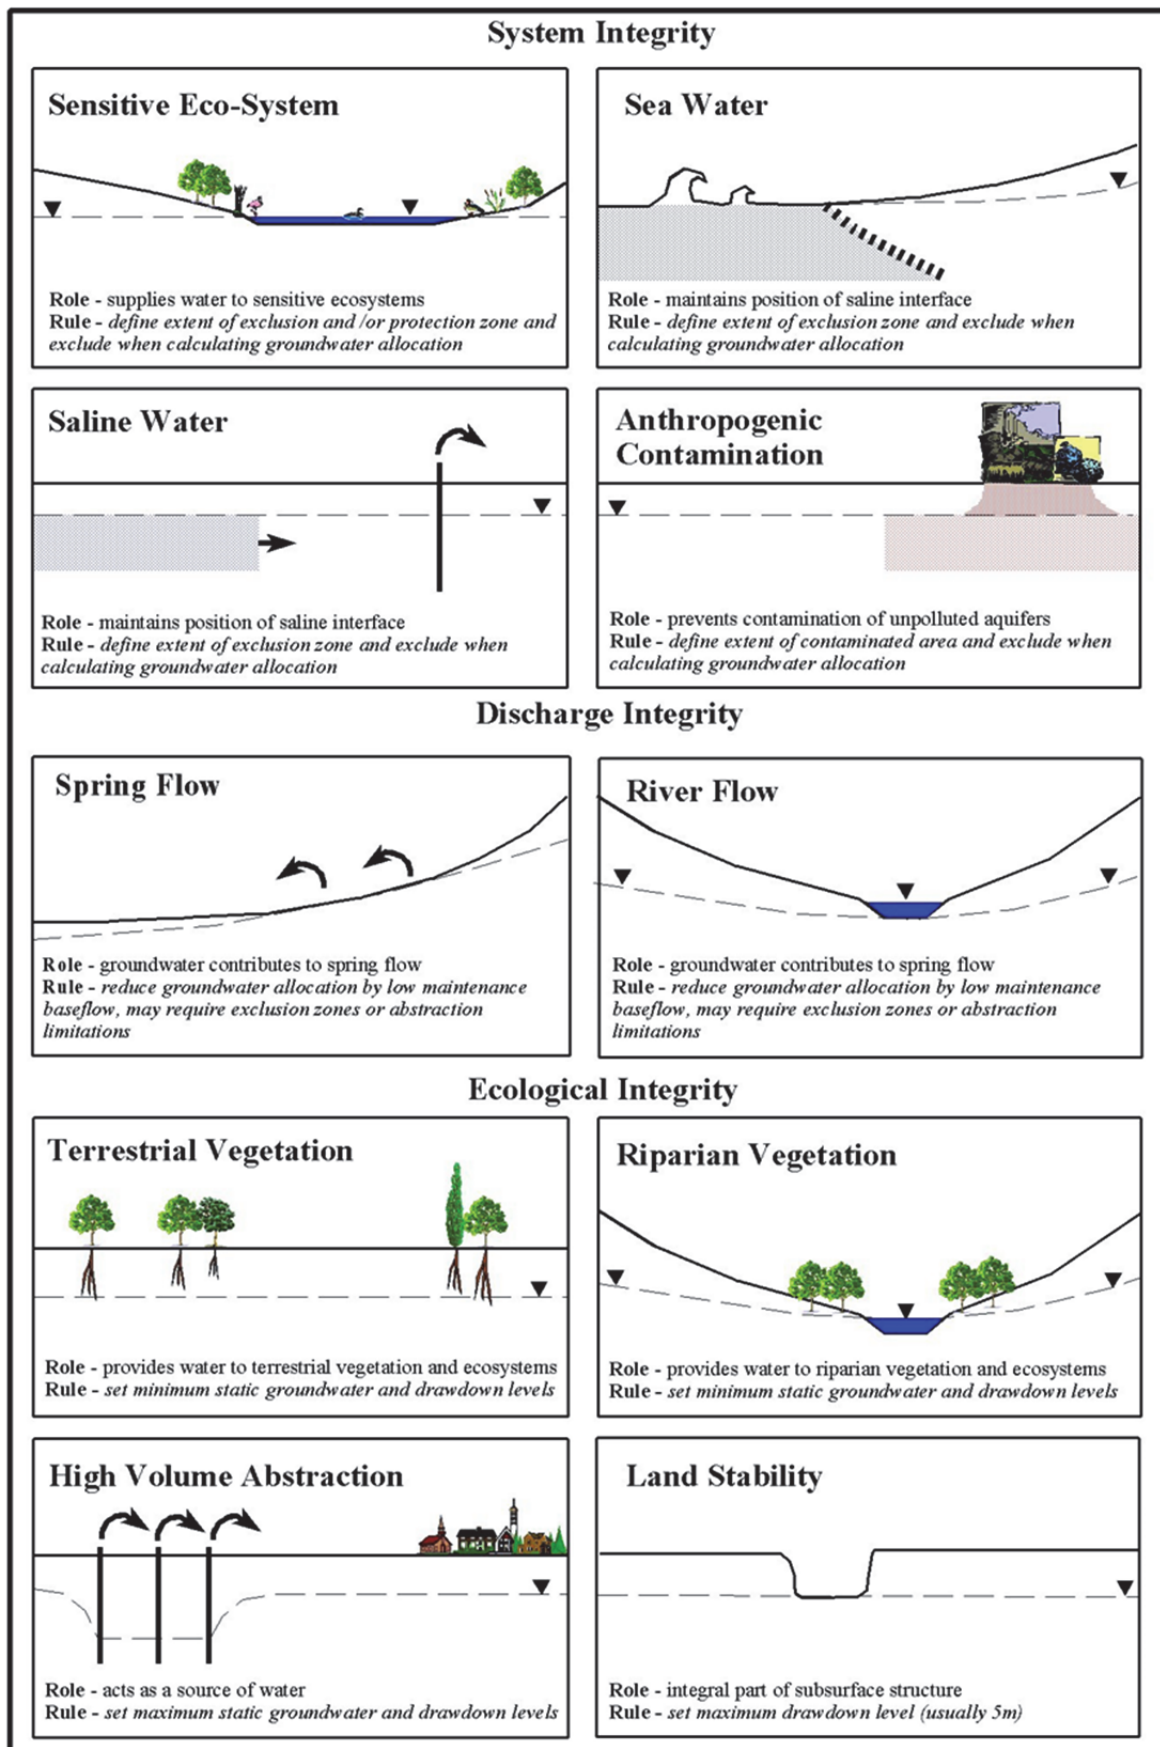 System Integrity
Sensitive Eco-System
Role - supplies water to sensitive ecosystems
Rule - define extent of exclusion and /or protection zone and
exclude when calculating groundwater allocation
Sea Water
Role - maintains position of saline interface
Rule - define extent of exclusion zone and exclude when
calculating groundwater allocation
Saline Water
Role - maintains position of saline interface
Rule - define extent of exclusion zone and exclude when
calculating groundwater allocation
Anthropogenic
Contamination
Role - prevents contamination of unpolluted aquifers
Rule - define extent of contaminated area and exclude when
calculating groundwater allocation
Discharge Integrity
Spring Flow
Role - groundwater contributes to spring flow
Rule - reduce groundwater allocation by low maintenance
baseflow, may require exclusion zones or abstraction
limitations
River Flow
Role - groundwater contributes to spring flow
Rule - reduce groundwater allocation by low maintenance
baseflow, may require exclusion zones or abstraction
limitations
Ecological Integrity
Terrestrial Vegetation
Role - provides water to terrestrial vegetation and ecosystems
Rule - set minimum static groundwater and drawdown levels
Riparian Vegetation
Role - provides water to riparian vegetation and ecosystems
Rule - set minimum static groundwater and drawdown levels
High Volume Abstraction
Role - acts as a source of water
Rule - set maximum static groundwater and drawdown levels
Land Stability
Role - integral part of subsurface structure
Rule - set maximum drawdown level (usually 5m)